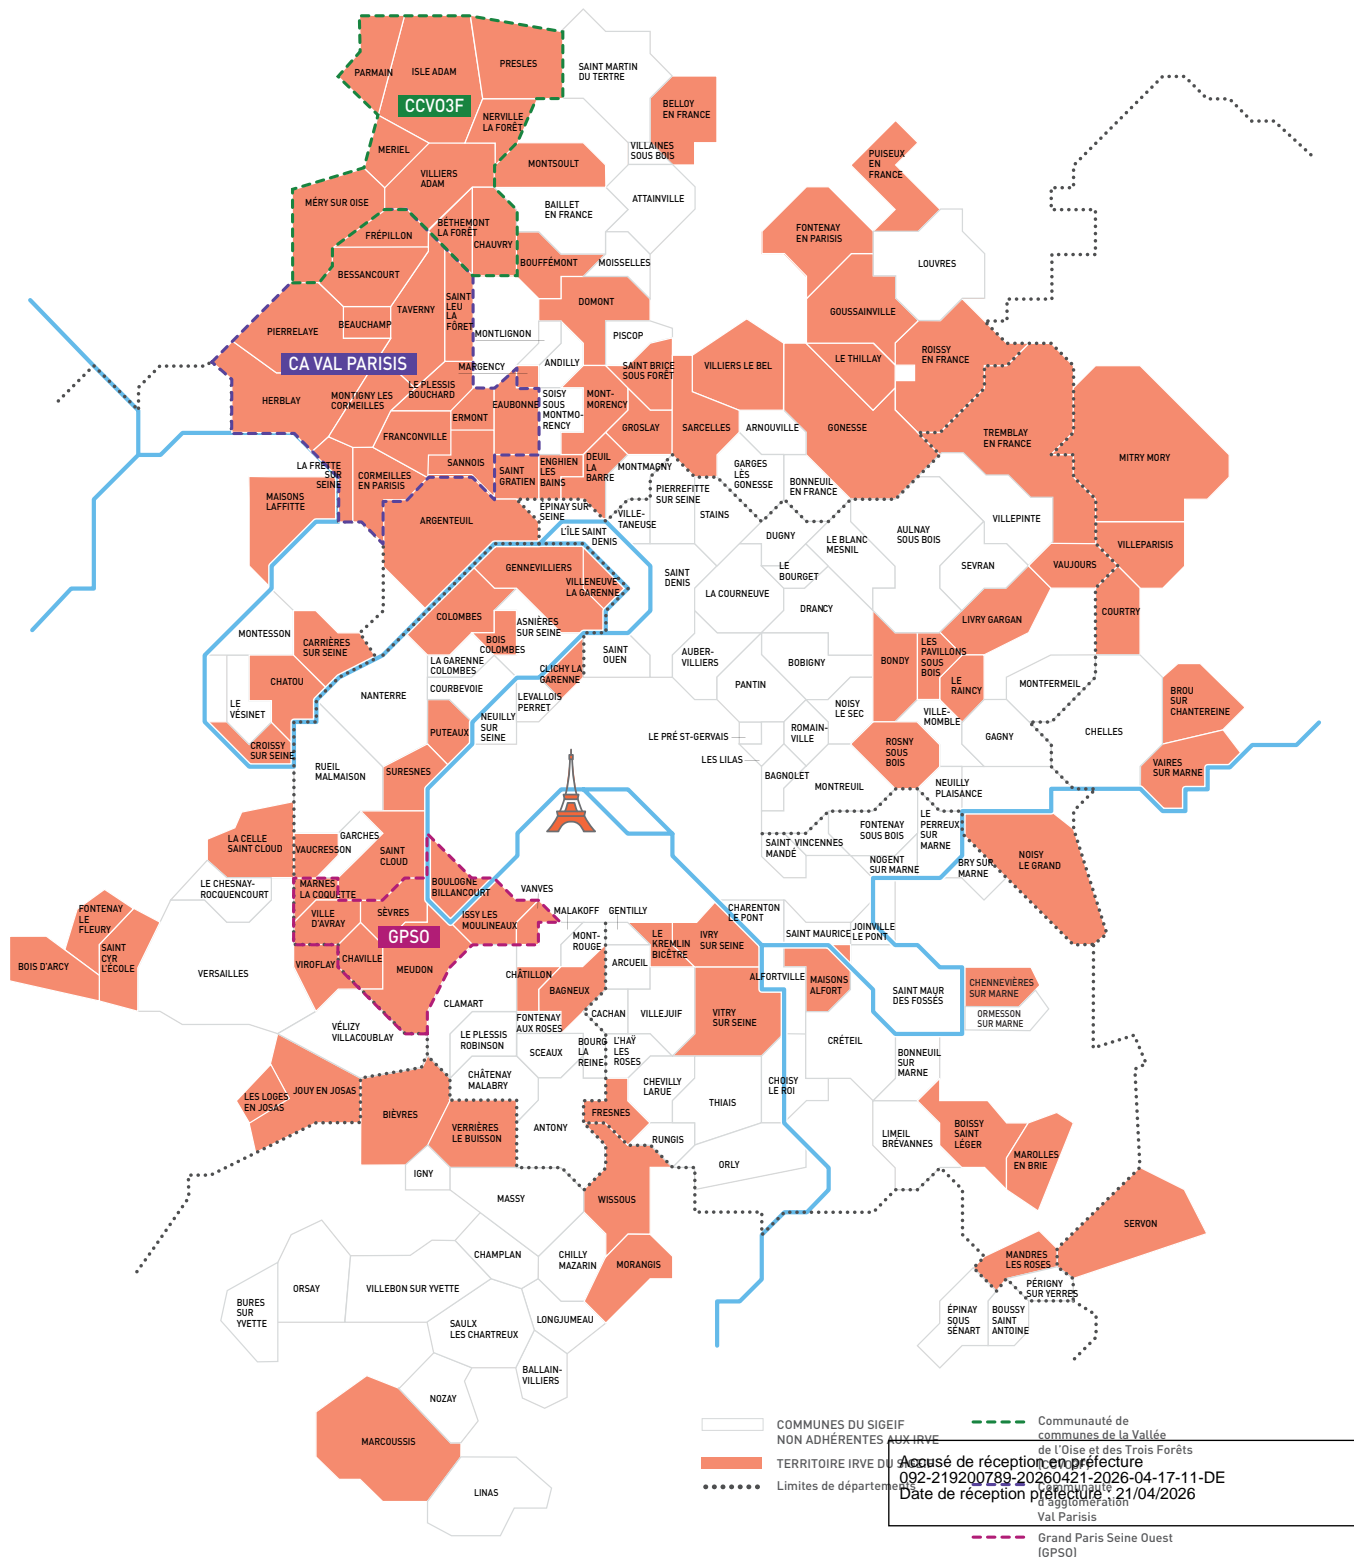 PARMAIN
ISLE ADAM
PRESLES
SAINT MARTIN
DU TERTRE
CCVO3F
NERVILLE
LA FORÊT
BELLOY
EN FRANCE
MERIEL
VILLAINES
SOUS BOIS
MONTSOULT
VILLIERS
ADAM
PUISEUX
EN
FRANCE
ATTAINVILLE
MÉRY SUR OISE
BAILLET
EN FRANCE
FRÉPILLON
BÉTHEMONT
LA FORÊT
CHAUVRY
FONTENAY
EN PARISIS
BOUFFÉMONT
MOISSELLES
LOUVRES
BESSANCOURT
TAVERNY
SAINT
LEU
LA
FÔRET
DOMONT
GOUSSAINVILLE
PIERRELAYE
BEAUCHAMP
MONTLIGNON
PISCOP
CA VAL PARISIS
MARGENCY
ANDILLY
SAINT BRICE
SOUS FORÊT
VILLIERS LE BEL
LE THILLAY
ROISSY
EN FRANCE
HERBLAY
MONTIGNY LES
CORMEILLES
LE PLESSIS
BOUCHARD
ERMONT
EAUBONNE
SOISY
SOUS
MONTMO-
RENCY
MONT-
MORENCY
GROSLAY
SARCELLES
ARNOUVILLE
GONESSE
TREMBLAY
EN FRANCE
MITRY MORY
FRANCONVILLE
SANNOIS
LA FRETTE
SUR
SEINE
CORMEILLES
EN PARISIS
SAINT
GRATIEN
ENGHIEN
LES
BAINS
DEUIL
LA
BARRE
MONTMAGNY
GARGES
LÈS
GONESSE
BONNEUIL
EN FRANCE
MAISONS
LAFFITTE
ARGENTEUIL
ÉPINAY SUR
SEINE
VILLE-
TANEUSE
PIERREFITTE
SUR SEINE
STAINS
DUGNY
LE BLANC
MESNIL
AULNAY
SOUS BOIS
VILLEPINTE
VILLEPARISIS
L'ÎLE SAINT
DENIS
GENNEVILLIERS
VILLENEUVE
LA GARENNE
SAINT
DENIS
LE
BOURGET
SEVRAN
VAUJOURS
LA COURNEUVE
DRANCY
COLOMBES
BOIS
COLOMBES
ASNIÈRES
SUR SEINE
LIVRY GARGAN
COURTRY
MONTESSON
CARRIÈRES
SUR SEINE
LA GARENNE
COLOMBES
CLICHY LA
GARENNE
SAINT
OUEN
AUBER-
VILLIERS
BOBIGNY
BONDY
LES
PAVILLONS
SOUS
BOIS
LE
RAINCY
MONTFERMEIL
BROU
SUR
CHANTEREINE
CHATOU
NANTERRE
COURBEVOIE
LEVALLOIS
PERRET
PANTIN
NOISY
LE SEC
LE
VÉSINET
CROISSY
SUR SEINE
PUTEAUX
NEUILLY
SUR
SEINE
LE PRÉ ST-GERVAIS
ROMAIN-
VILLE
VILLE-
MOMBLE
GAGNY
CHELLES
LES LILAS
ROSNY
SOUS
BOIS
RUEIL
MALMAISON
SURESNES
BAGNOLET
MONTREUIL
NEUILLY
PLAISANCE
VAIRES
SUR MARNE
LA CELLE
SAINT CLOUD
VAUCRESSON
GARCHES
SAINT
CLOUD
SAINT
MANDÉ
VINCENNES
FONTENAY
SOUS BOIS
LE
PERREUX
SUR
MARNE
NOGENT
SUR MARNE
BRY SUR
MARNE
NOISY
LE GRAND
LE CHESNAY-
ROCQUENCOURT
MARNES
LA COQUETTE
BOULOGNE
BILLANCOURT
VANVES
FONTENAY
LE
FLEURY
VILLE
D'AVRAY
SÈVRES
ISSY LES
MOULINEAUX
MALAKOFF
GENTILLY
CHARENTON
LE PONT
SAINT MAURICE
JOINVILLE
LE PONT
GPSO
SAINT
CYR
L'ÉCOLE
BOIS D'ARCY
VERSAILLES
VIROFLAY
CHAVILLE
MEUDON
MONT-
ROUGE
LE
KREMLIN
BICÊTRE
IVRY
SUR SEINE
ARCUEIL
CHÂTILLON
BAGNEUX
ALFORTVILLE
MAISONS
ALFORT
SAINT MAUR
DES FOSSÉS
CHENNEVIÈRES
SUR MARNE
ORMESSON
SUR MARNE
CLAMART
FONTENAY
AUX ROSES
CACHAN
VILLEJUIF
VITRY
SUR SEINE
VÉLIZY
VILLACOUBLAY
LE PLESSIS
ROBINSON
SCEAUX
BOURG
LA
REINE
L'HAŸ
LES
ROSES
CRÉTEIL
BONNEUIL
SUR
MARNE
CHÂTENAY
MALABRY
CHEVILLY
LARUE
CHOISY
LE ROI
LES LOGES
EN JOSAS
JOUY EN JOSAS
BIÈVRES
VERRIÈRES
LE BUISSON
ANTONY
FRESNES
THIAIS
RUNGIS
LIMEIL
BRÉVANNES
BOISSY
SAINT
LÉGER
MAROLLES
EN BRIE
IGNY
ORLY
MASSY
WISSOUS
SERVON
CHAMPLAN
CHILLY
MAZARIN
MORANGIS
MANDRES
LES ROSES
ORSAY
VILLEBON SUR YVETTE
PÉRIGNY
SUR YERRES
BURES
SUR
YVETTE
SAULX
LES CHARTREUX
LONGJUMEAU
ÉPINAY
SOUS
SÉNART
BOUSSY
SAINT
ANTOINE
BALLAIN-
VILLIERS
NOZAY
MARCOUSSIS
LINAS
COMMUNES DU SIGEIF
NON ADHÉRENTES AUX IRVE
TERRITOIRE IRVE DU SIGEIF
Limites de départements
Communauté de
communes de la Vallée
de l'Oise et des Trois Forêts
(CCVO3F)
Communauté
d'agglomération
Val Parisis
Grand Paris Seine Ouest
(GPSO)
Accusé de réception en préfecture
092-219200789-20260421-2026-04-17-11-DE
Date de réception préfecture : 21/04/2026